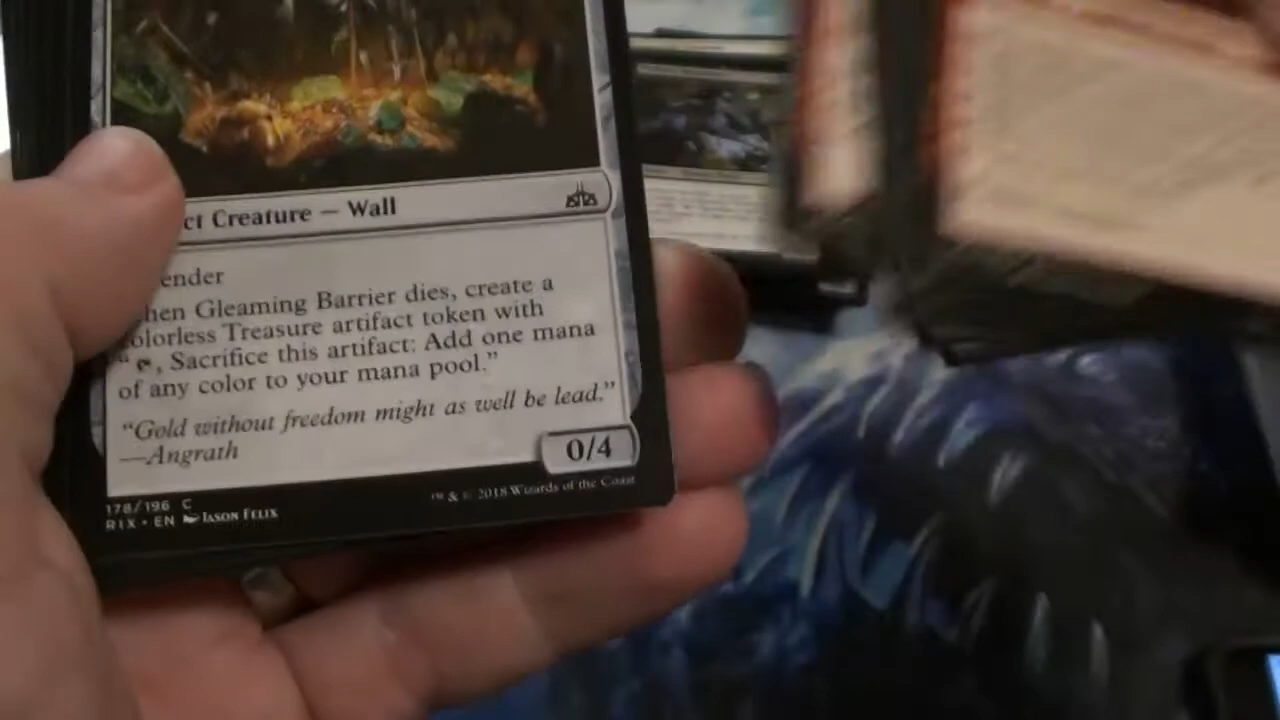 ct Creature — Wall
ender
hen Gleaming Barrier dies, create a
olorless Treasure artifact token with
", Sacrifice this artifact: Add one mana
of any color to your mana pool."
"Gold without freedom might as well be lead."
—Angrath
0/4
178/196 C
RIX • EN Jason Felix
™ & © 2018 Wizards of the Coast